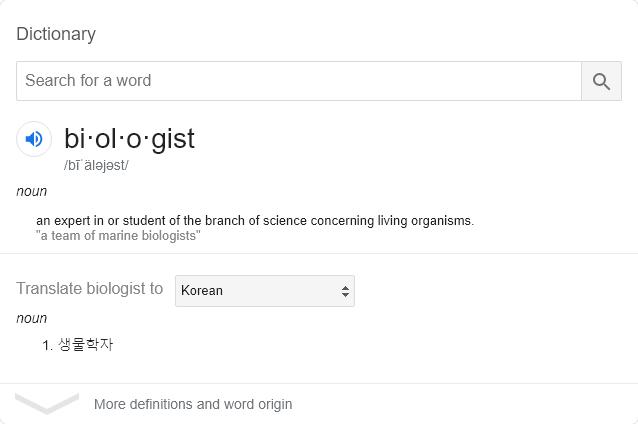 Dictionary
Search for a word
bi·ol·o·gist
/bīˈäləjəst/
noun
an expert in or student of the branch of science concerning living organisms.
"a team of marine biologists"
Translate biologist to Korean
noun
1. 생물학자
More definitions and word origin